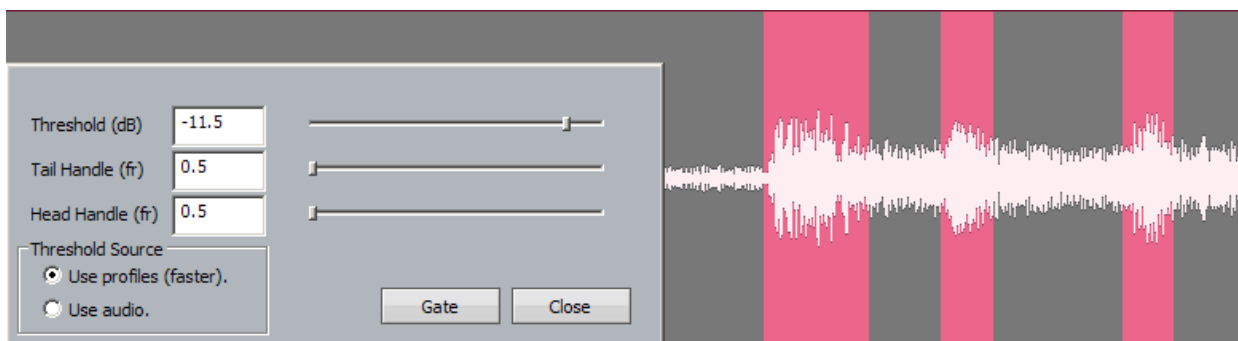 Threshold (dB) -11.5
Tail Handle (fr) 0.5
Head Handle (fr) 0.5
Threshold Source
Use profiles (faster).
Use audio.
Gate Close